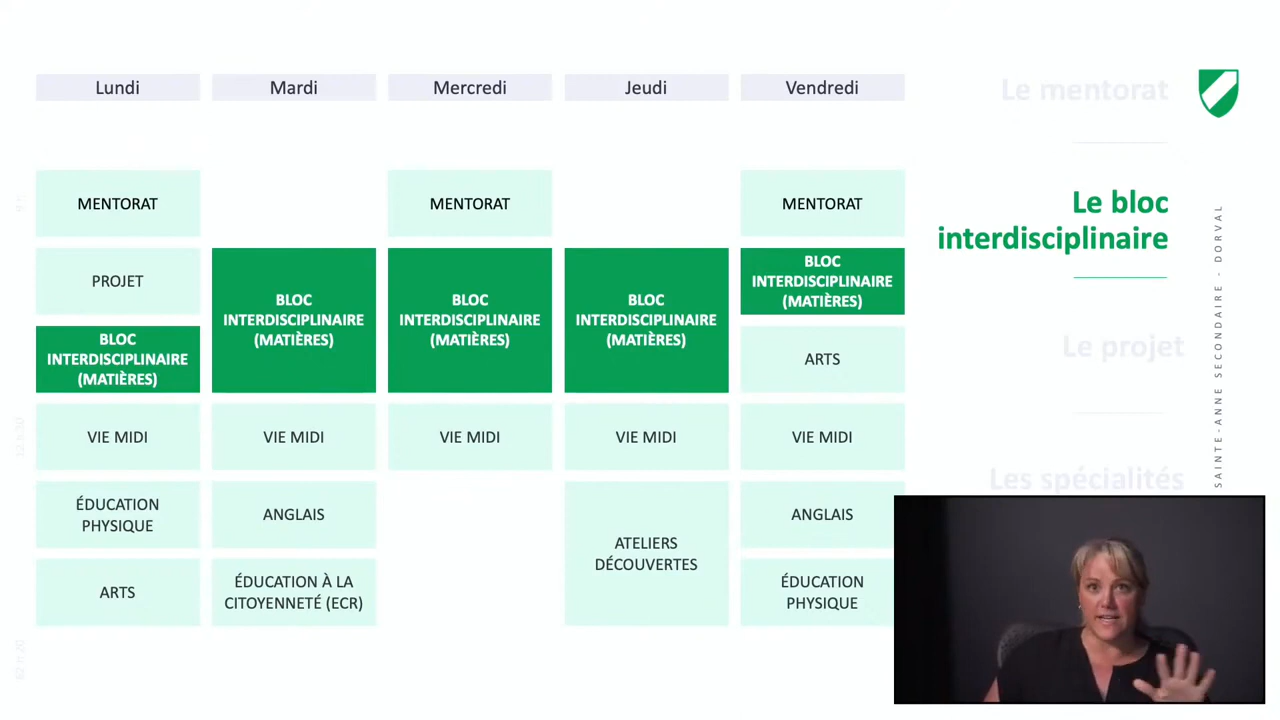 Lundi
Mardi
Mercredi
Jeudi
Vendredi
MENTORAT
MENTORAT
MENTORAT
PROJET
BLOC
INTERDISCIPLINAIRE
(MATIÈRES)
BLOC
INTERDISCIPLINAIRE
(MATIÈRES)
BLOC
INTERDISCIPLINAIRE
(MATIÈRES)
BLOC
INTERDISCIPLINAIRE
(MATIÈRES)
BLOC
INTERDISCIPLINAIRE
(MATIÈRES)
ARTS
VIE MIDI
VIE MIDI
VIE MIDI
VIE MIDI
VIE MIDI
ÉDUCATION
PHYSIQUE
ANGLAIS
ATELIERS
DÉCOUVERTES
ANGLAIS
ARTS
ÉDUCATION À LA
CITOYENNETÉ (ECR)
ÉDUCATION
PHYSIQUE
Le mentorat
Le bloc
interdisciplinaire
Le projet
Les spécialités
SAINTE-ANNE SECONDAIRE - DORVAL